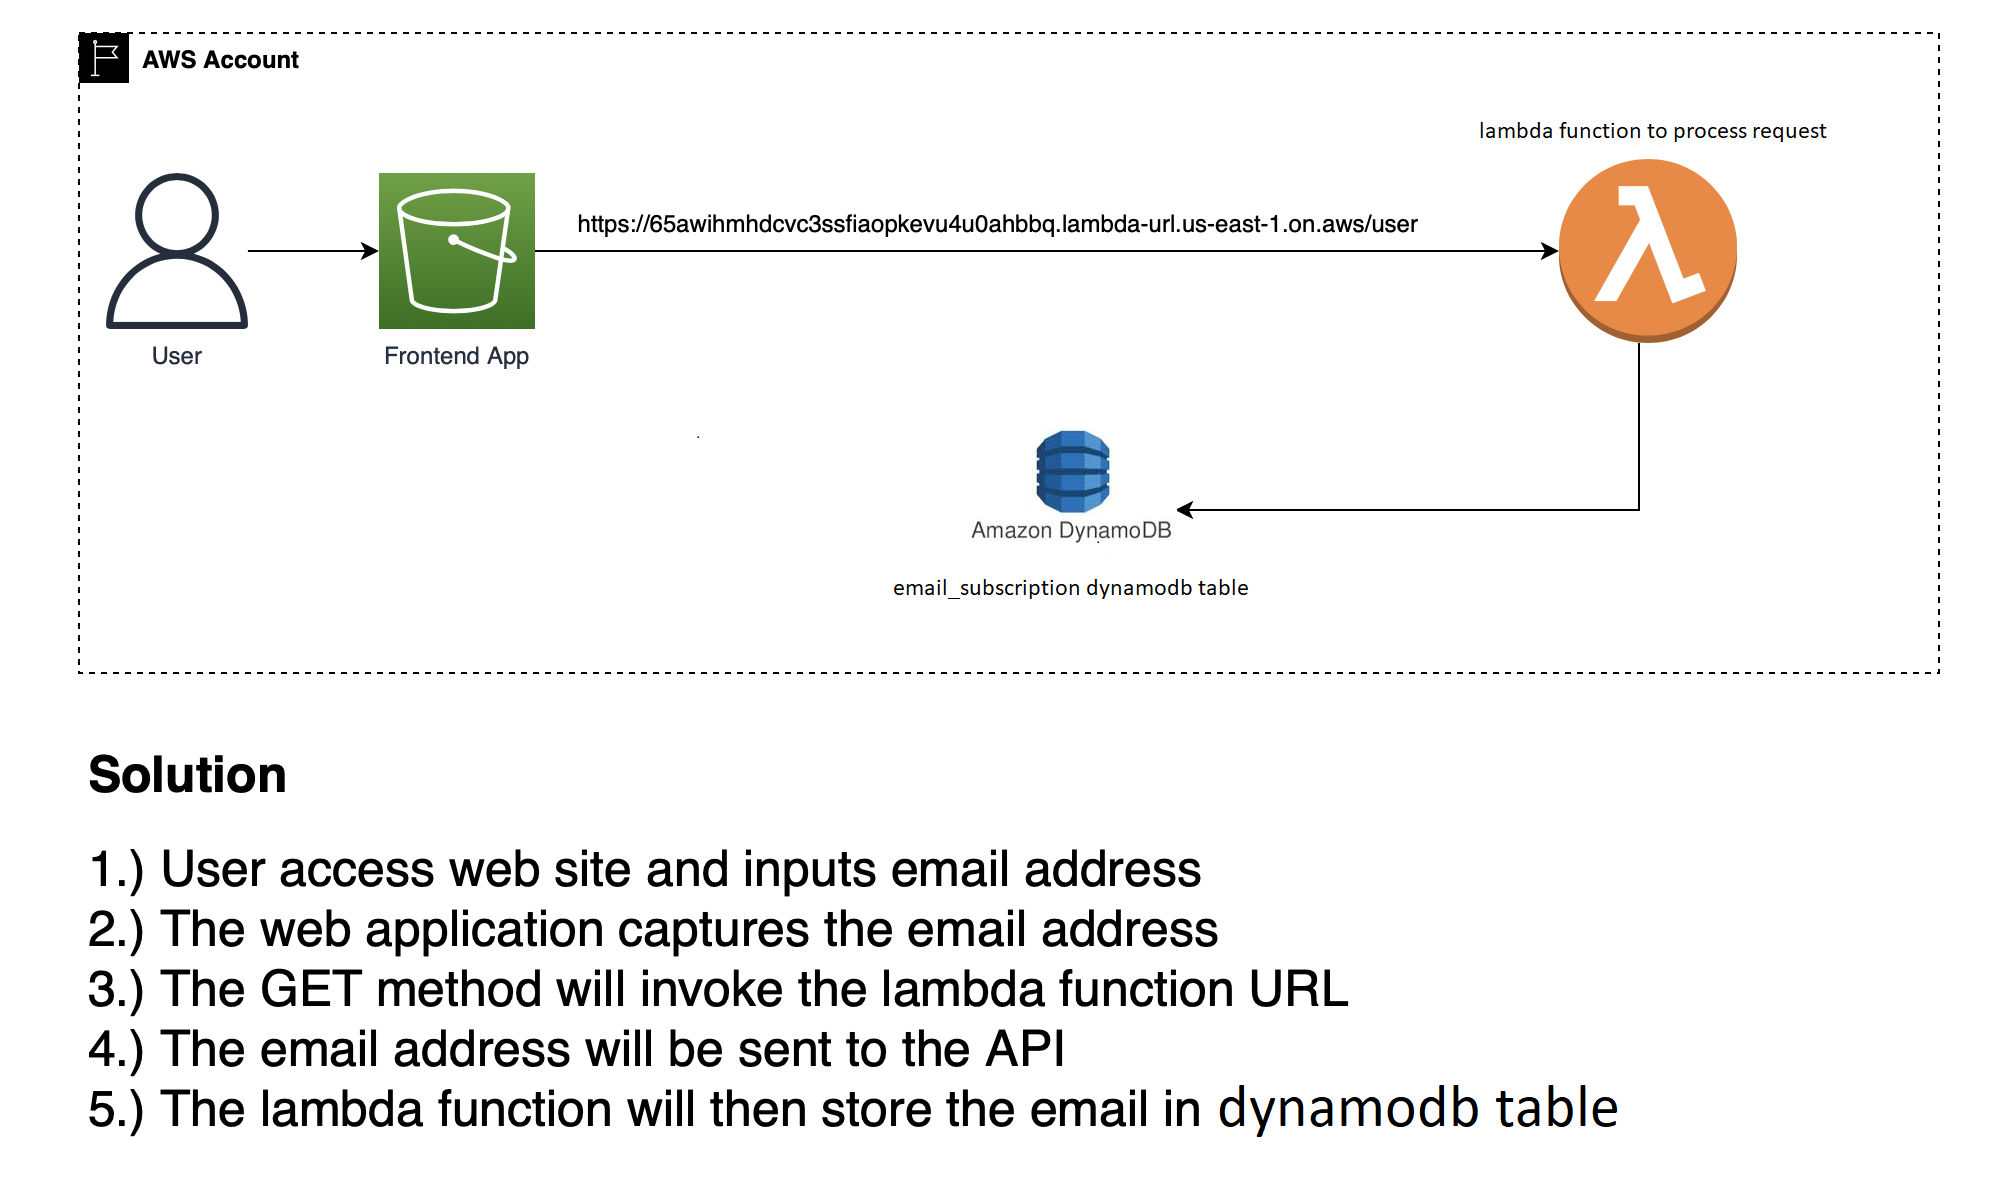 AWS Account
lambda function to process request
https://65awihmhdcvc3ssfiaopkevu4u0ahbbq.lambda-url.us-east-1.on.aws/user
User
Frontend App
Amazon DynamoDB
email_subscription dynamodb table
Solution
1.) User access web site and inputs email address
2.) The web application captures the email address
3.) The GET method will invoke the lambda function URL
4.) The email address will be sent to the API
5.) The lambda function will then store the email in dynamodb table